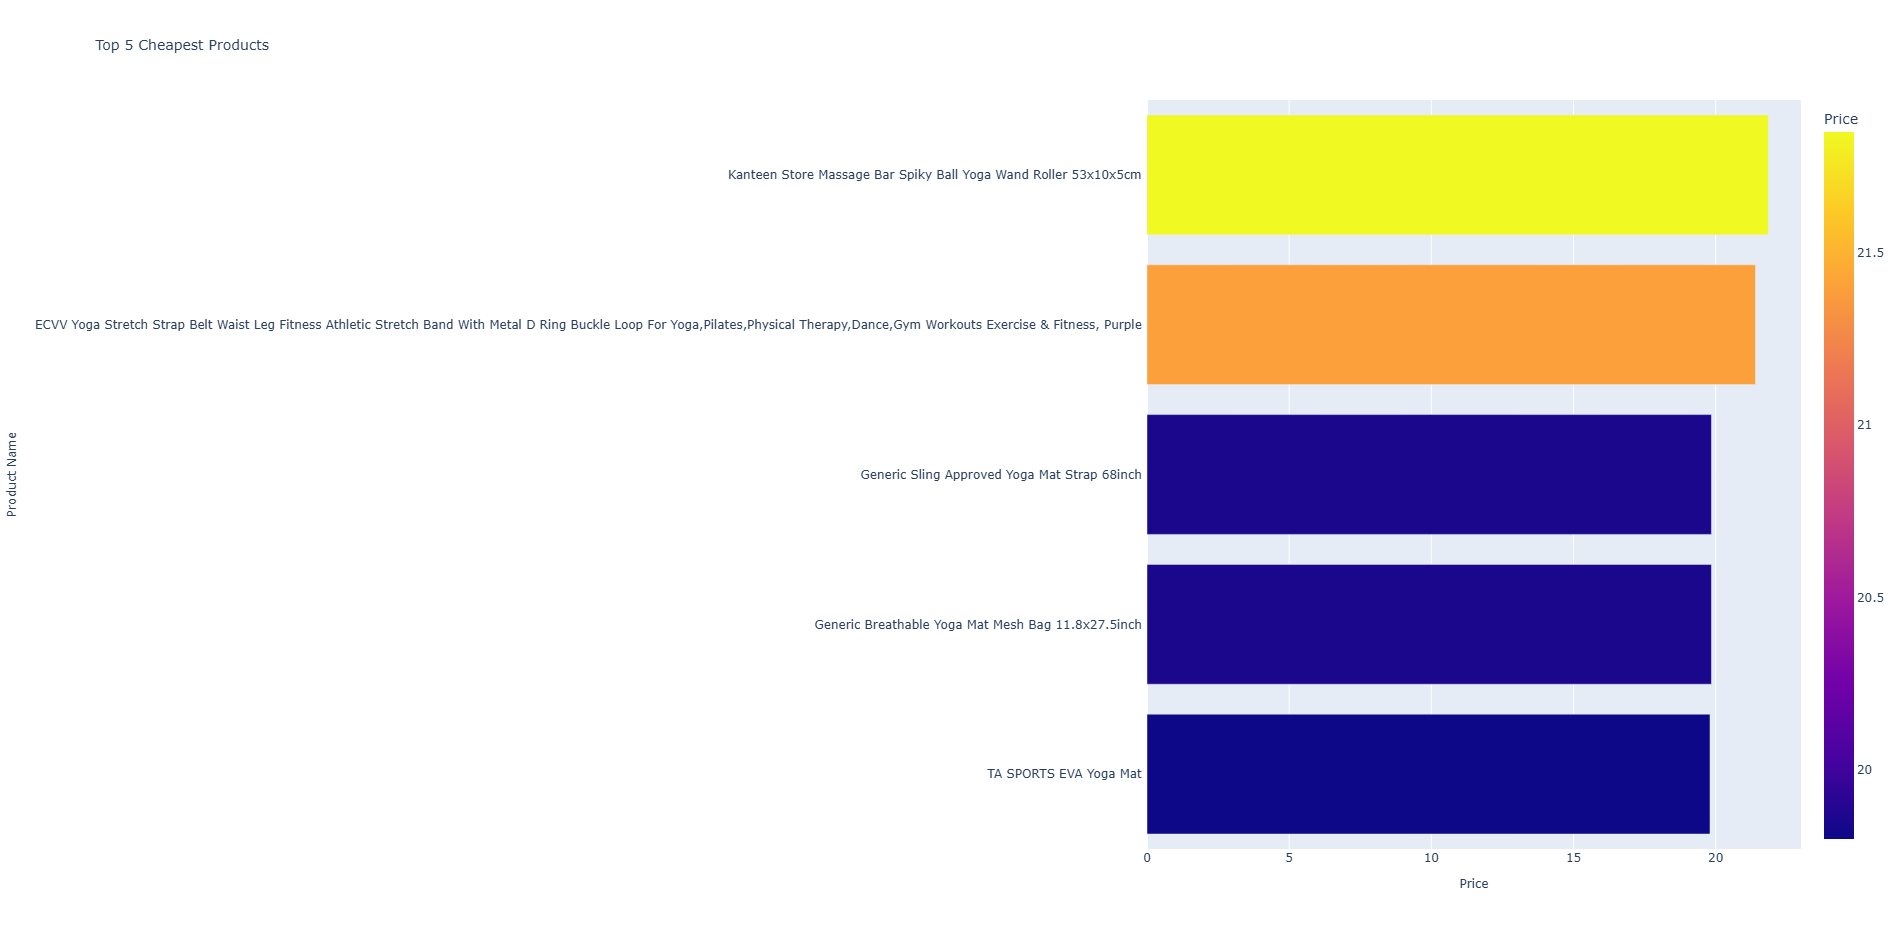 Top 5 Cheapest Products
Price
Kanteen Store Massage Bar Spiky Ball Yoga Wand Roller 53x10x5cm
21.5
ECVV Yoga Stretch Strap Belt Waist Leg Fitness Athletic Stretch Band With Metal D Ring Buckle Loop For Yoga,Pilates,Physical Therapy,Dance,Gym Workouts Exercise & Fitness, Purple
21
Product Name
Generic Sling Approved Yoga Mat Strap 68inch
20.5
Generic Breathable Yoga Mat Mesh Bag 11.8x27.5inch
20
TA SPORTS EVA Yoga Mat
0 5 10 15 20
Price